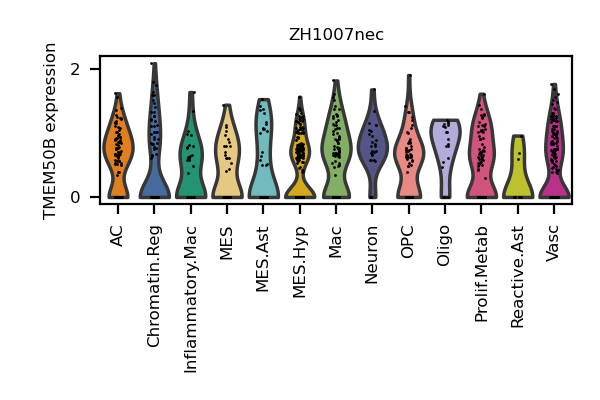 ZH1007nec
TMEM50B expression
2
0
AC
Chromatin.Reg
Inflammatory.Mac
MES
MES.Ast
MES.Hyp
Mac
Neuron
OPC
Oligo
Prolif.Metab
Reactive.Ast
Vasc